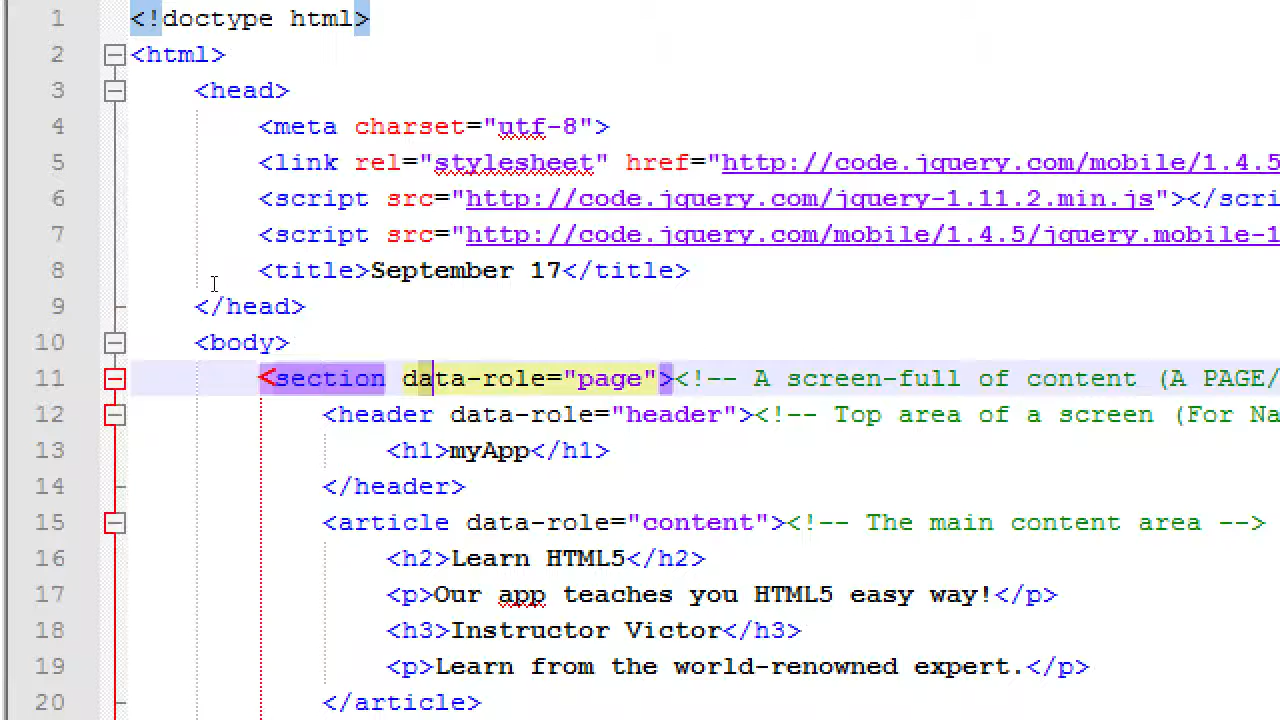 1 <!doctype html>
2 <html>
3 <head>
4 <meta charset="utf-8">
5 <link rel="stylesheet" href="http://code.jquery.com/mobile/1.4.5
6 <script src="http://code.jquery.com/jquery-1.11.2.min.js"></scri
7 <script src="http://code.jquery.com/mobile/1.4.5/jquery.mobile-1
8 <title>September 17</title>
9 </head>
10 <body>
11 <section data-role="page"><!-- A screen-full of content (A PAGE/
12 <header data-role="header"><!-- Top area of a screen (For Na
13 <h1>myApp</h1>
14 </header>
15 <article data-role="content"><!-- The main content area -->
16 <h2>Learn HTML5</h2>
17 <p>Our app teaches you HTML5 easy way!</p>
18 <h3>Instructor Victor</h3>
19 <p>Learn from the world-renowned expert.</p>
20 </article>